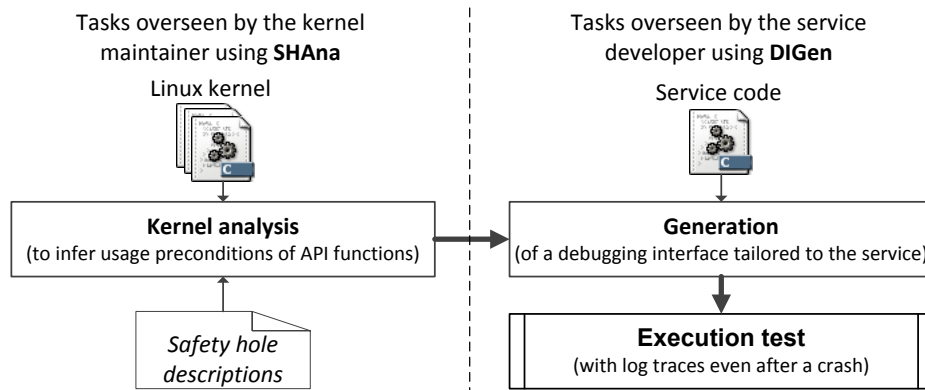 Tasks overseen by the kernel
maintainer using SHAna
Linux kernel
C
Kernel analysis
(to infer usage preconditions of API functions)
Safety hole
descriptions
Tasks overseen by the service
developer using DIGen
Service code
C
Generation
(of a debugging interface tailored to the service)
Execution test
(with log traces even after a crash)